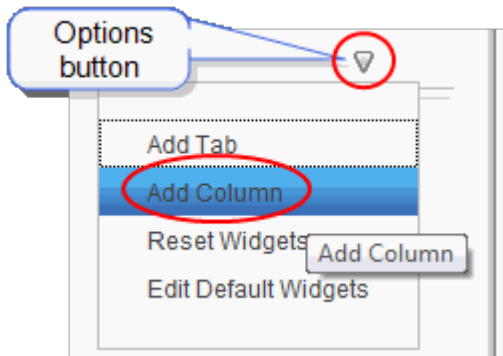 Options
button
Add Tab
Add Column
Reset Widgets
Add Column
Edit Default Widgets